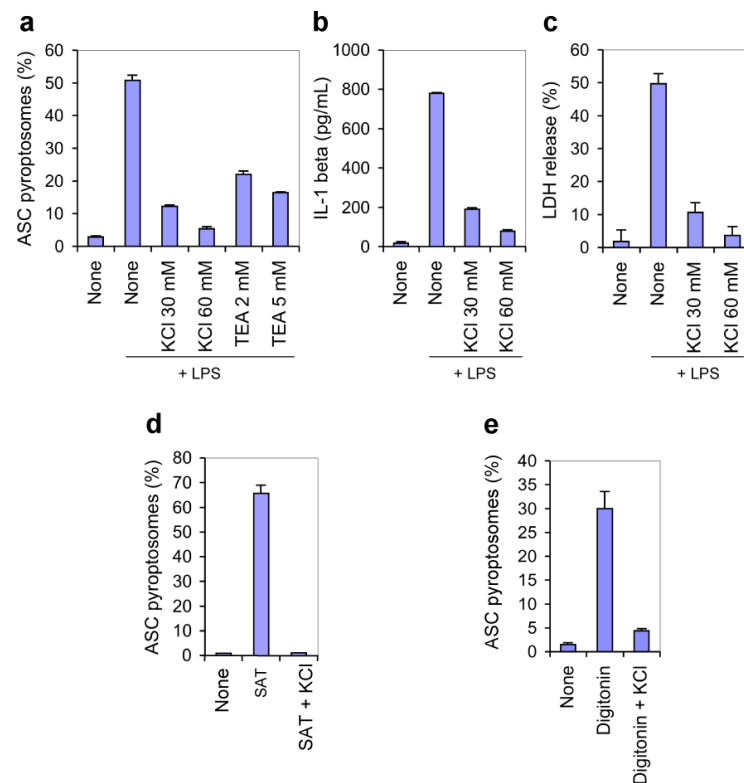 a
ASC pyroptosomes (%)
60
50
40
30
20
10
0
None
None
KCl 30 mM
KCl 60 mM
TEA 2 mM
TEA 5 mM
+ LPS
b
IL-1 beta (pg/mL)
1000
800
600
400
200
0
None
None
KCl 30 mM
KCl 60 mM
+ LPS
c
LDH release (%)
60
50
40
30
20
10
0
None
None
KCl 30 mM
KCl 60 mM
+ LPS
d
ASC pyroptosomes (%)
80
70
60
50
40
30
20
10
0
None
SAT
SAT + KCl
e
ASC pyroptosomes (%)
40
35
30
25
20
15
10
5
0
None
Digitonin
Digitonin + KCl